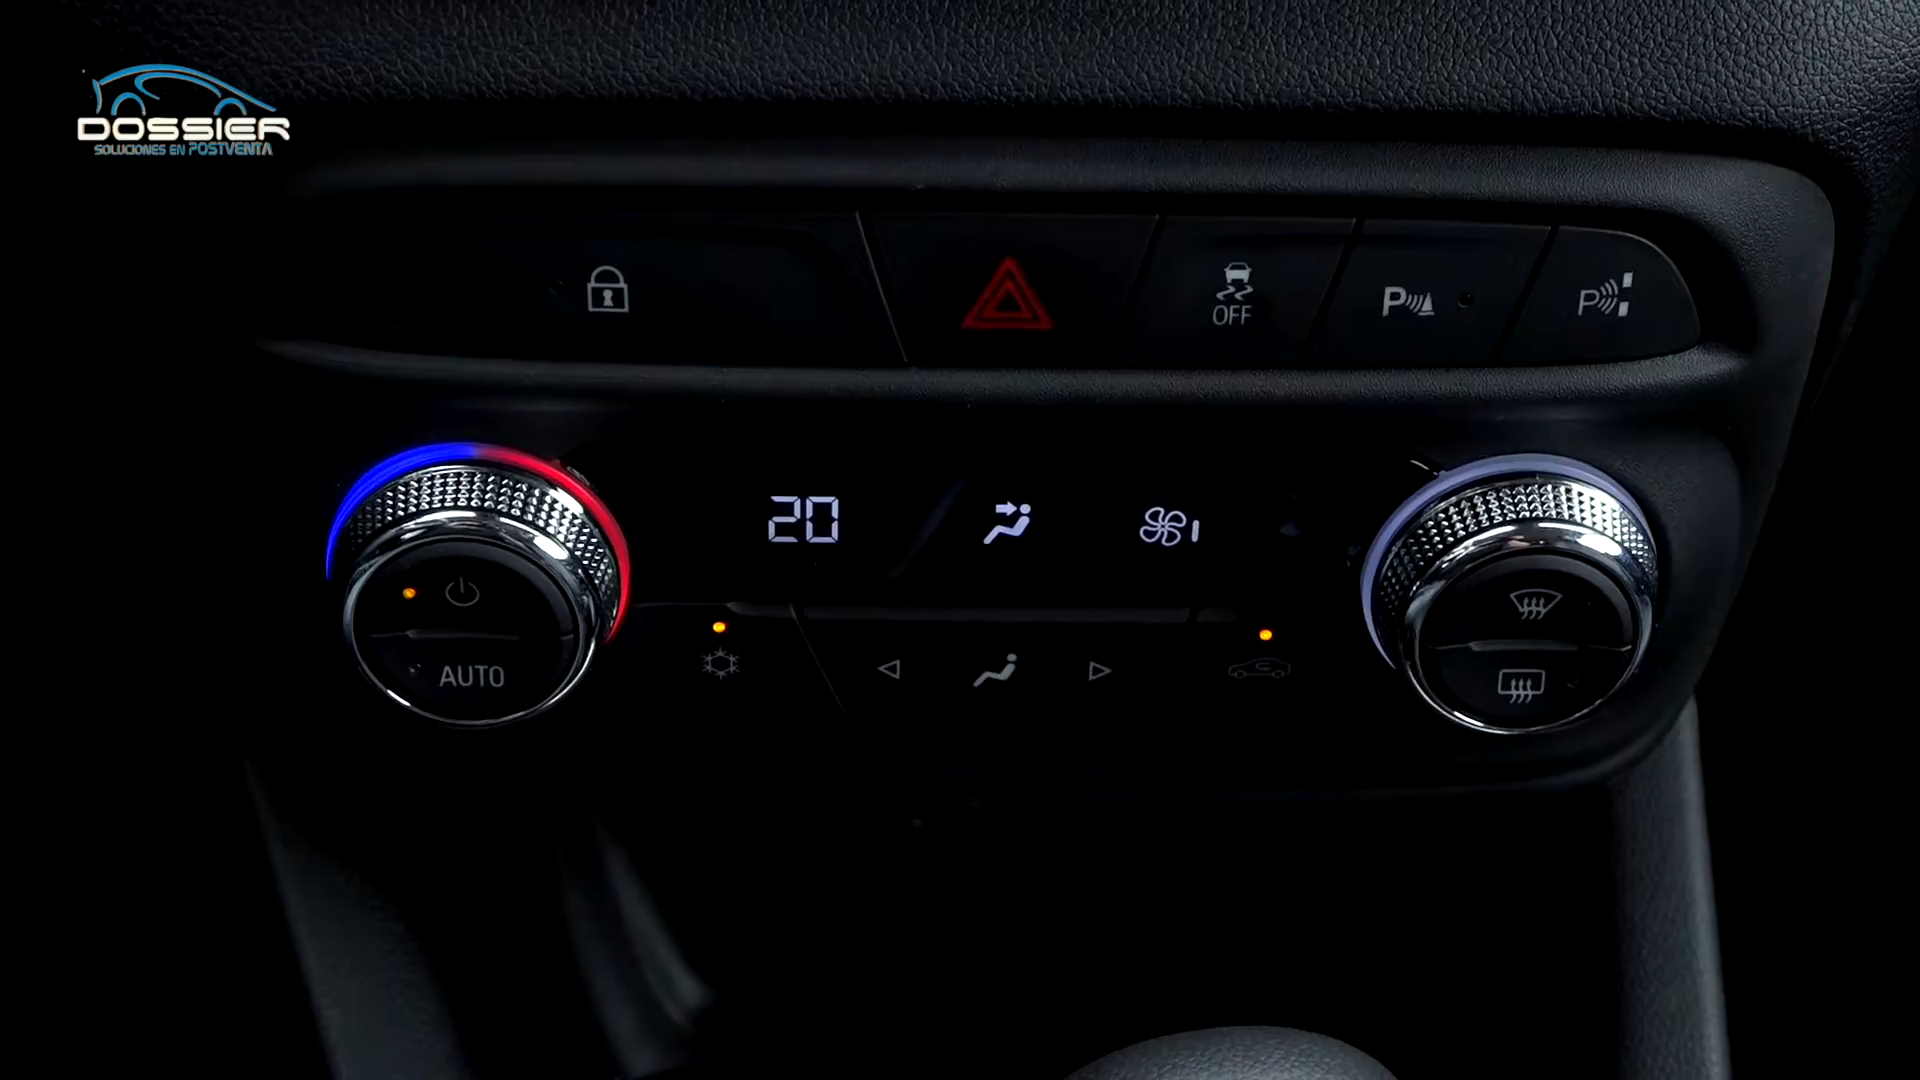 DOSSIER
SOLUCIONES EN POSTVENTA
OFF
P
P
20
AUTO